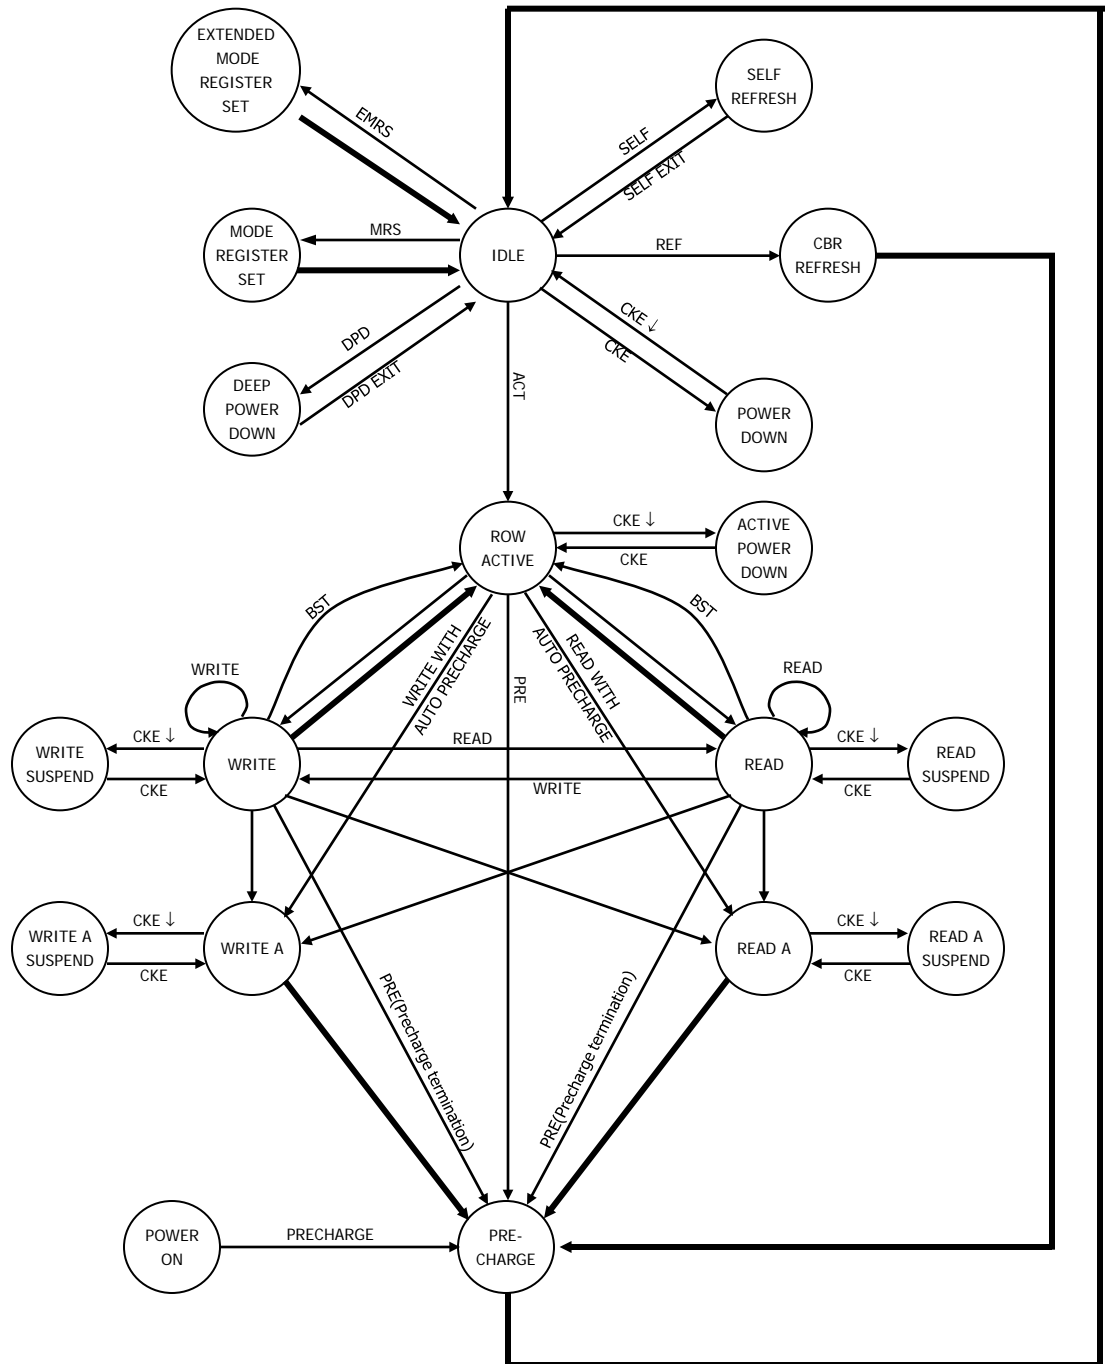 EXTENDED
MODE
REGISTER
SET
SELF
REFRESH
EMRS
SELF
SELF EXIT
MODE
REGISTER
SET
MRS
IDLE
REF
CBR
REFRESH
DPD
DPD EXIT
CKE ↓
CKE
DEEP
POWER
DOWN
ACT
POWER
DOWN
ROW
ACTIVE
CKE ↓
CKE
ACTIVE
POWER
DOWN
BST
BST
WRITE WITH
AUTO PRECHARGE
PRE
READ WITH
AUTO PRECHARGE
WRITE
READ
WRITE
SUSPEND
CKE ↓
CKE
WRITE
READ
WRITE
READ
CKE ↓
CKE
READ
SUSPEND
WRITE A
SUSPEND
CKE ↓
CKE
WRITE A
READ A
CKE ↓
CKE
READ A
SUSPEND
PRE(Precharge termination)
PRE(Precharge termination)
POWER
ON
PRECHARGE
PRE-
CHARGE